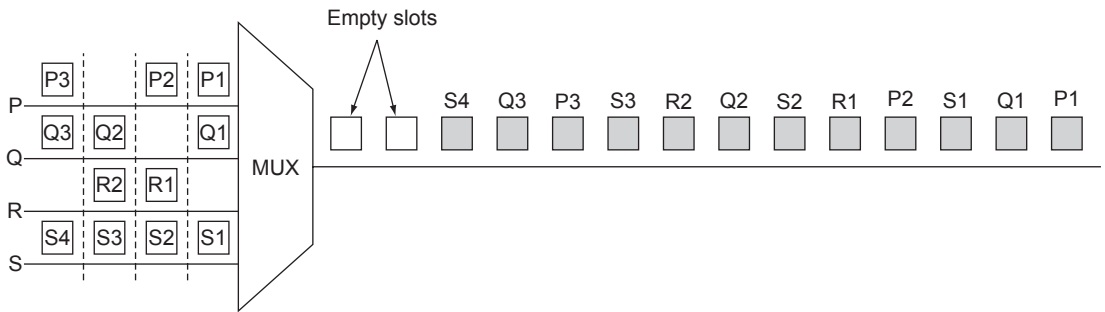 Empty slots
P3 P2 P1
S4 Q3 P3 S3 R2 Q2 S2 R1 P2 S1 Q1 P1
P
Q3 Q2 Q1
Q
MUX
R2 R1
R
S4 S3 S2 S1
S